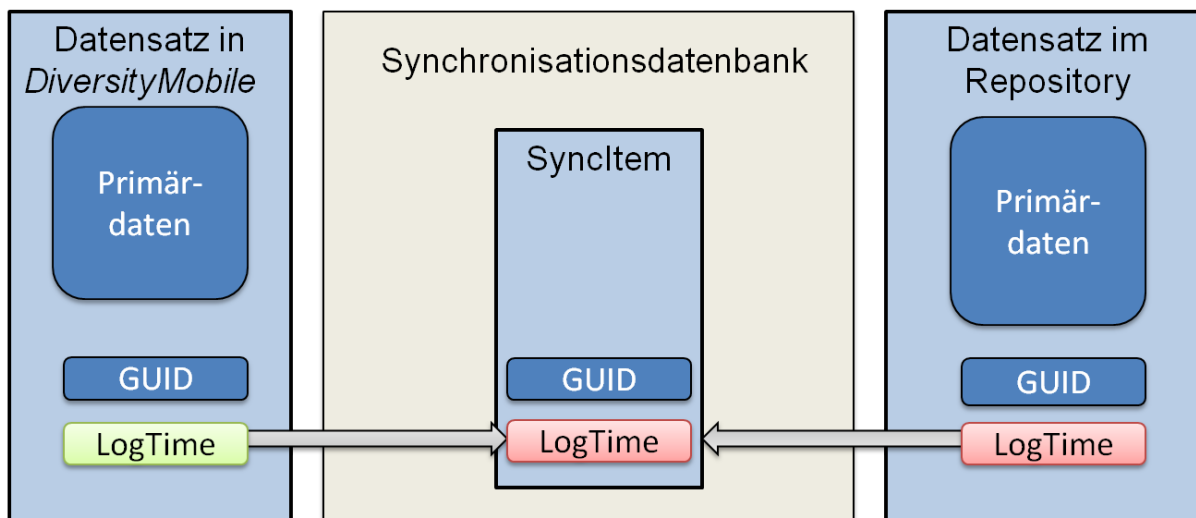 Datensatz in
DiversityMobile
Primär-
daten
GUID
LogTime
Synchronisationsdatenbank
SyncItem
GUID
LogTime
Datensatz im
Repository
Primär-
daten
GUID
LogTime